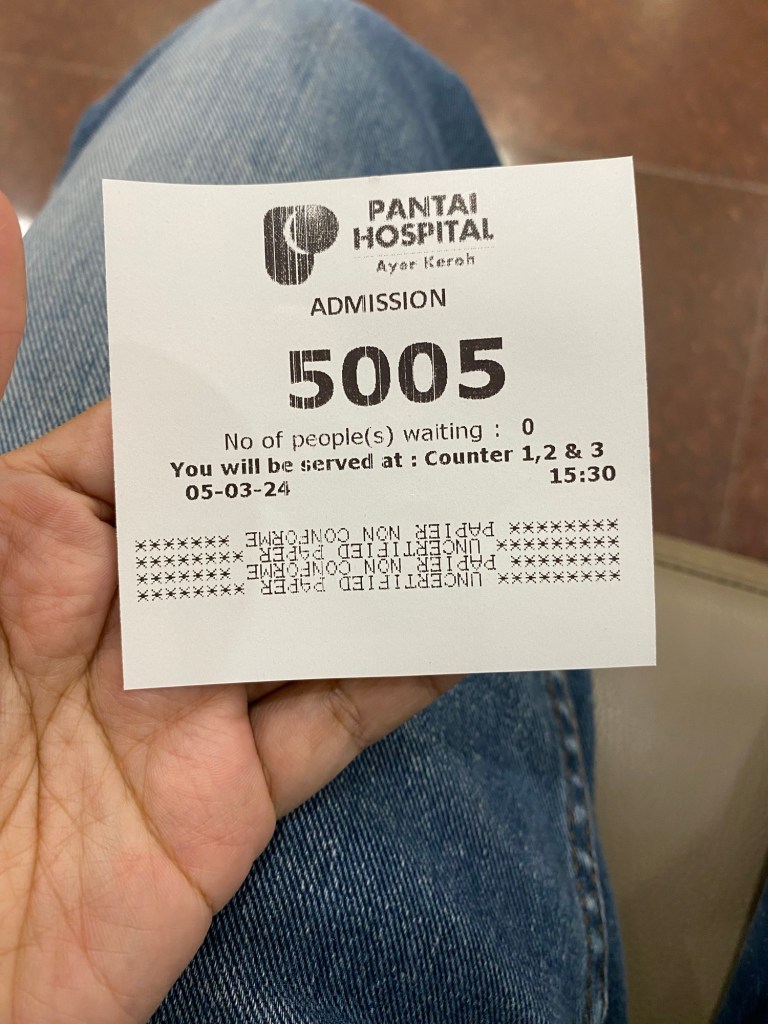 PANTAI
HOSPITAL
Ayer Keroh
ADMISSION
5005
No of people(s) waiting : 0
You will be served at : Counter 1,2 & 3
05-03-24 15:30
********* UNCERTIFIED PAPER *********
********* PAPIER NON CONFORME ********
********* UNCERTIFIED PAPER *********
******** PAPIER NON CONFORME *******